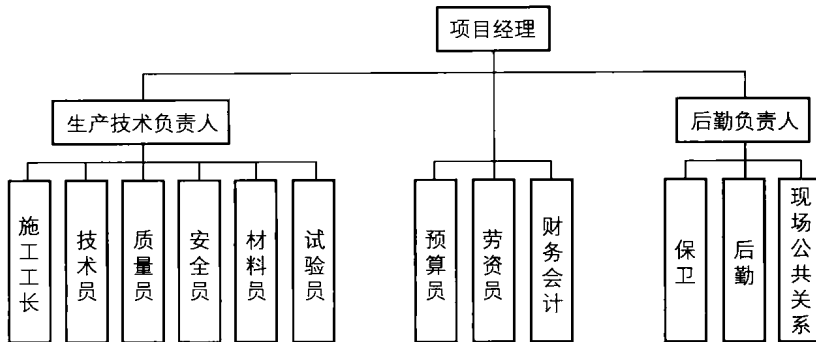 项目经理
生产技术负责人
后勤负责人
施工工长
技术员
质量员
安全员
材料员
试验员
预算员
劳资员
财务会计
保卫
后勤
现场公共关系